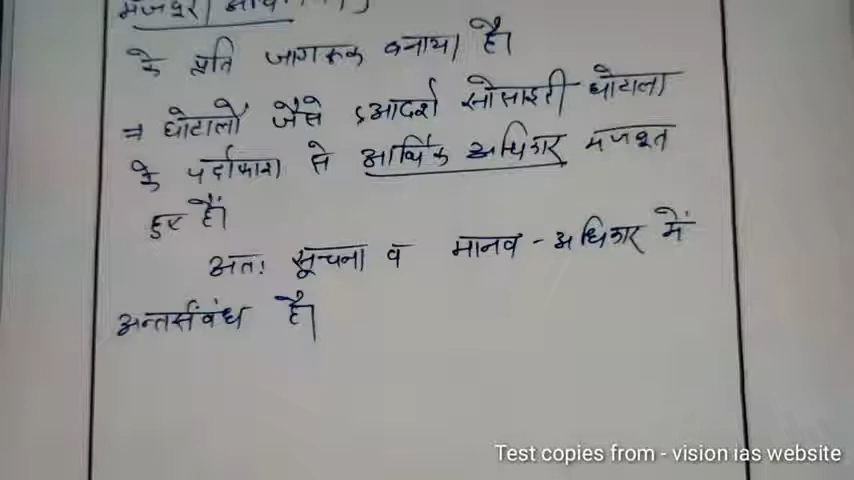 के प्रति जागरूक बनाया है।
→ घोटालों जैसे आदर्श सोसाइटी घोटाला
के पर्दाफाश से आर्थिक अधिकार मजबूत
हुए हैं।
अतः सूचना व मानव - अधिकार में
अन्तर्संबंध है।
Test copies from - vision ias website